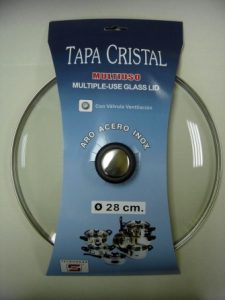 TAPA CRISTAL
MULTIUSO
MULTIPLE-USE GLASS LID
Con Válvula Ventilación
ARO ACERO INOX
Ø 28 cm.